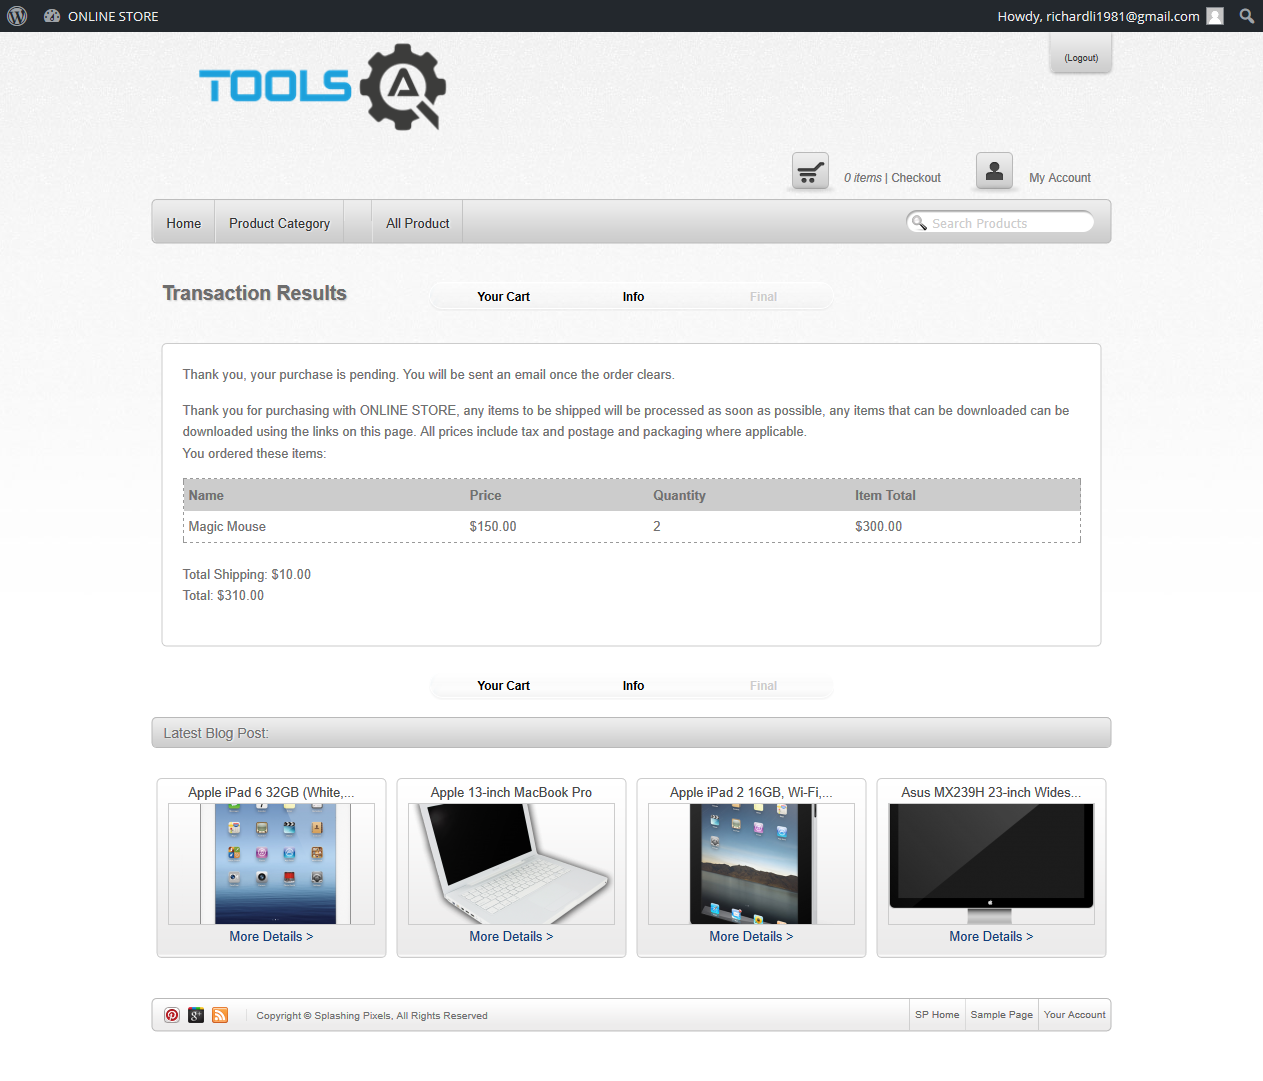 ONLINE STORE
Howdy, richardli1981@gmail.com
(Logout)
TOOLS QA
0 items | Checkout
My Account
Home
Product Category
All Product
Search Products
Transaction Results
Your Cart
Info
Final
Thank you, your purchase is pending. You will be sent an email once the order clears.
Thank you for purchasing with ONLINE STORE, any items to be shipped will be processed as soon as possible, any items that can be downloaded can be
downloaded using the links on this page. All prices include tax and postage and packaging where applicable.
You ordered these items:
Name Price Quantity Item Total
Magic Mouse $150.00 2 $300.00
Total Shipping: $10.00
Total: $310.00
Your Cart
Info
Final
Latest Blog Post:
Apple iPad 6 32GB (White,...
Apple 13-inch MacBook Pro
Apple iPad 2 16GB, Wi-Fi,...
Asus MX239H 23-inch Wides...
More Details >
More Details >
More Details >
More Details >
Copyright © Splashing Pixels, All Rights Reserved
SP Home
Sample Page
Your Account